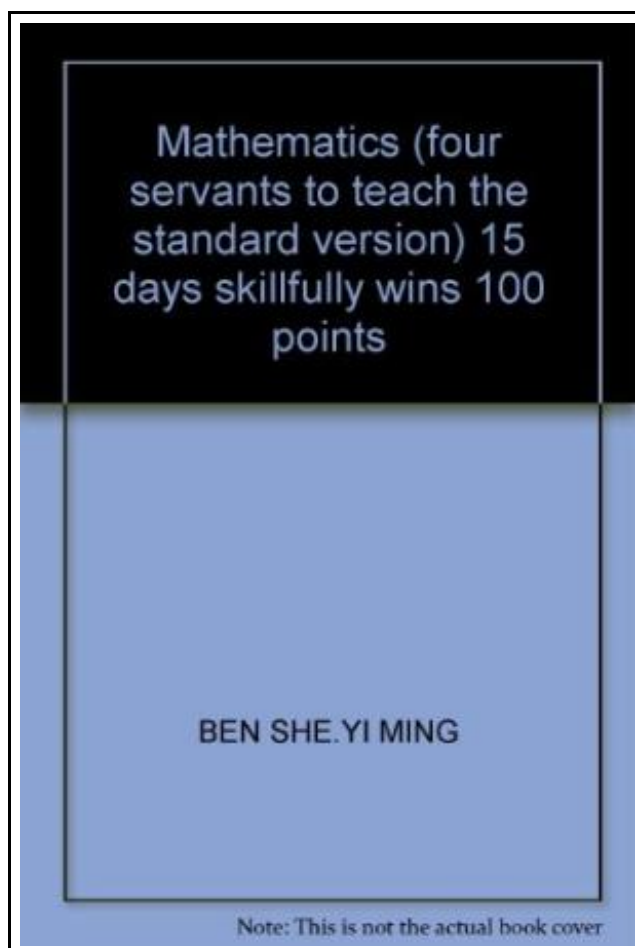 Mathematics (four
servants to teach the
standard version) 15
days skillfully wins 100
points
BEN SHE.YI MING
Note: This is not the actual book cover